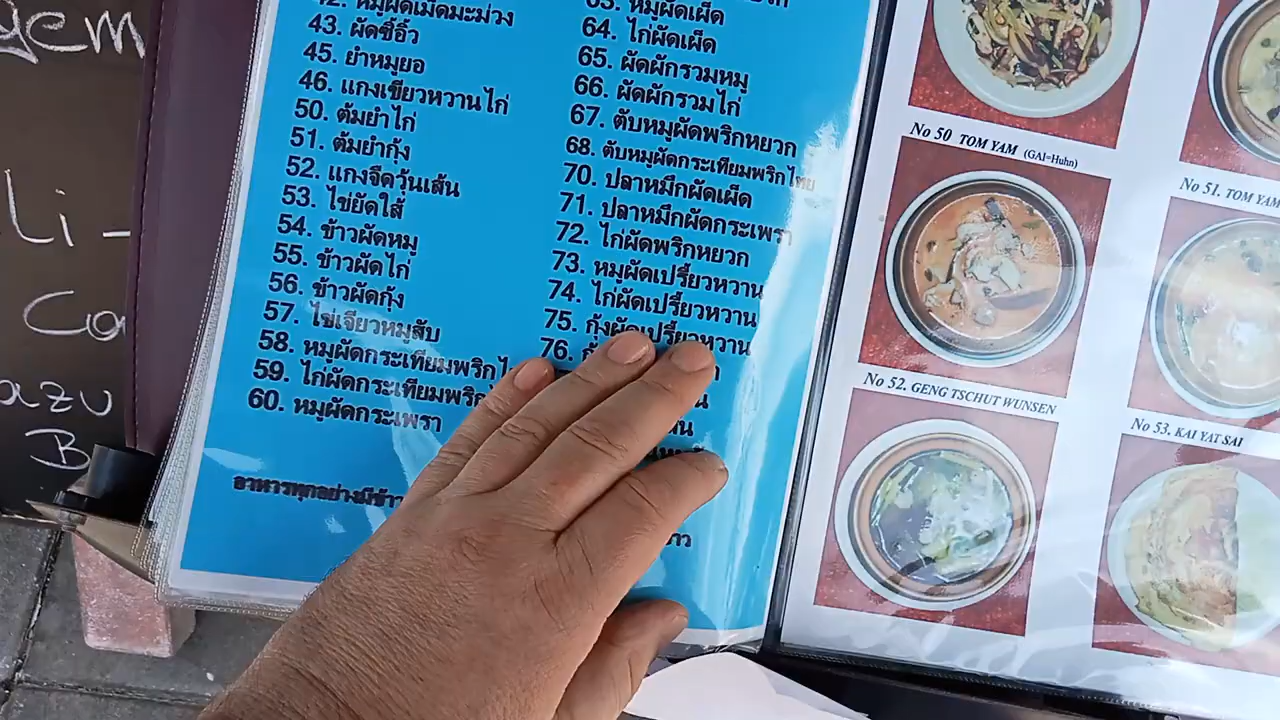 gem
Li -
Ca
azu
B
42. หมูผัดเม็ดมะม่วง
43. ผัดซีอิ๊ว
45. ยำหมูยอ
46. แกงเขียวหวานไก่
50. ต้มยำไก่
51. ต้มยำกุ้ง
52. แกงจืดวุ้นเส้น
53. ไข่ยัดใส้
54. ข้าวผัดหมู
55. ข้าวผัดไก่
56. ข้าวผัดกุ้ง
57. ไข่เจียวหมูสับ
58. หมูผัดกระเทียมพริกไ
59. ไก่ผัดกระเทียมพริก
60. หมูผัดกระเพรา
อาหารทุกอย่างมีข้าว
63. หมูผัดเผ็ด
64. ไก่ผัดเผ็ด
65. ผัดผักรวมหมู
66. ผัดผักรวมไก่
67. ตับหมูผัดพริกหยวก
68. ตับหมูผัดกระเทียมพริกไทย
70. ปลาหมึกผัดเผ็ด
71. ปลาหมึกผัดกระเพรา
72. ไก่ผัดพริกหยวก
73. หมูผัดเปรี้ยวหวาน
74. ไก่ผัดเปรี้ยวหวาน
75. กุ้งผัดเปรี้ยวหวาน
76.
No 50 TOM YAM (GAI=Huhn)
No 51. TOM YAM
No 52. GENG TSCHUT WUNSEN
No 53. KAI YAT SAI